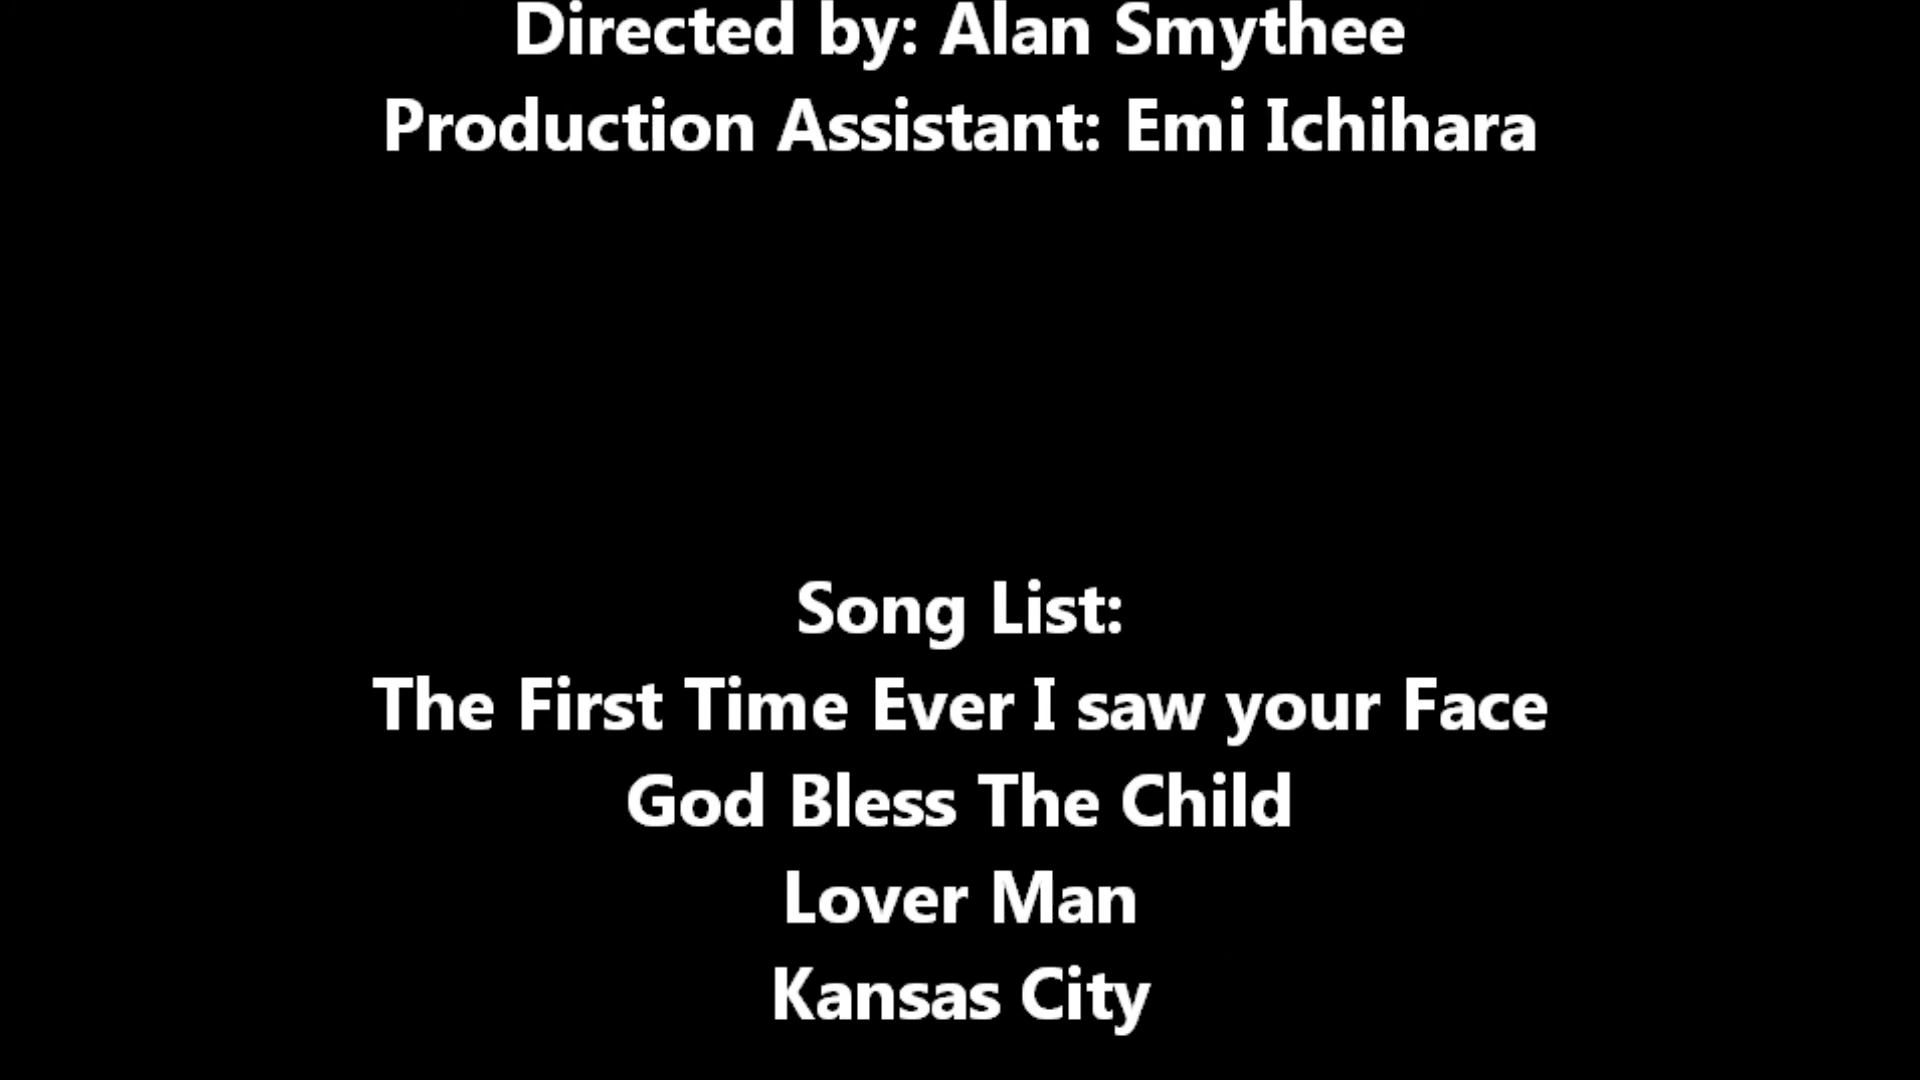 Directed by: Alan Smythee
Production Assistant: Emi Ichihara
Song List:
The First Time Ever I saw your Face
God Bless The Child
Lover Man
Kansas City